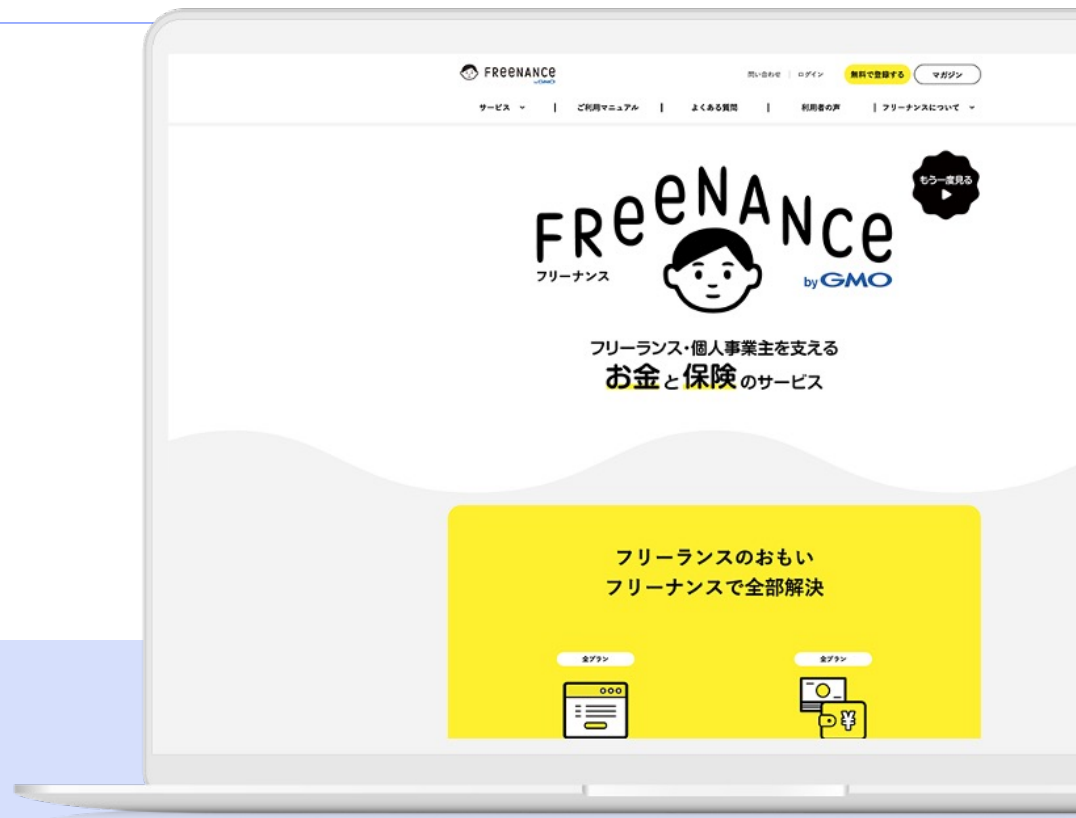 FREENANCE
by GMO
問い合わせ | ログイン 無料で登録する マガジン
サービス | ご利用マニュアル | よくある質問 | 利用者の声 | フリーナンスについて
もう一度見る
FREENANCE
フリーナンス
by GMO
フリーランス・個人事業主を支える
お金と保険のサービス
フリーランスのおもい
フリーナンスで全部解決
全プラン 全プラン